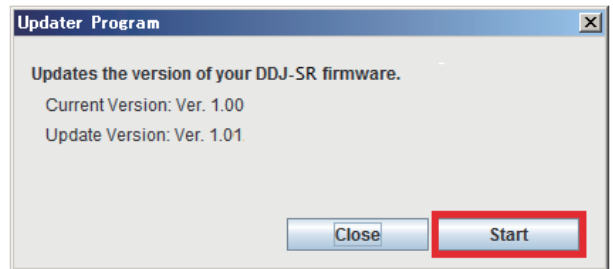 Updater Program
Updates the version of your DDJ-SR firmware.
Current Version: Ver. 1.00
Update Version: Ver. 1.01
Close Start